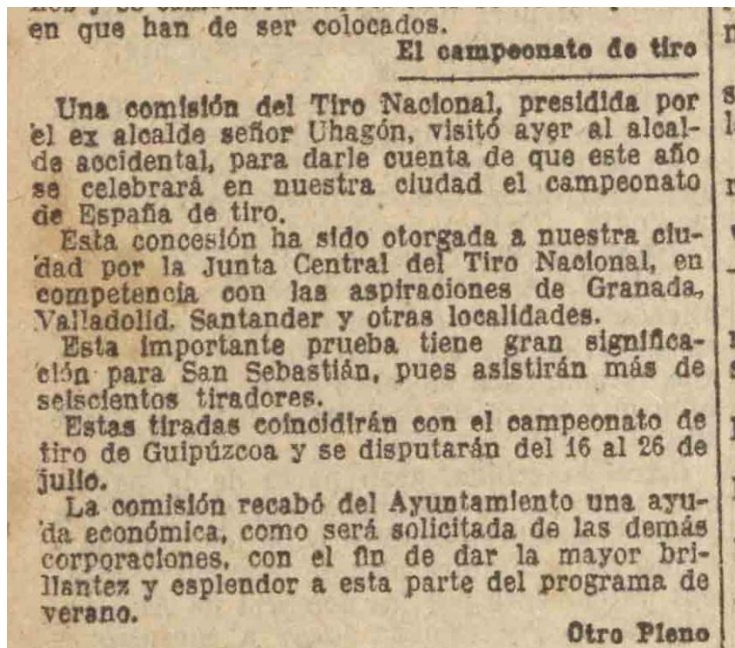 en que han de ser colocados.
El campeonato de tiro
Una comisión del Tiro Nacional, presidida por
el ex alcalde señor Uhagón, visitó ayer al alcal-
de accidental, para darle cuenta de que este año
se celebrará en nuestra ciudad el campeonato
de España de tiro.
Esta concesión ha sido otorgada a nuestra ciu-
dad por la Junta Central del Tiro Nacional, en
competencia con las aspiraciones de Granada,
Valladolid, Santander y otras localidades.
Esta importante prueba tiene gran significa-
ción para San Sebastián, pues asistirán más de
seiscientos tiradores.
Estas tiradas coincidirán con el campeonato de
tiro de Guipúzcoa y se disputarán del 16 al 26 de
julio.
La comisión recabó del Ayuntamiento una ayu-
da económica, como será solicitada de las demás
corporaciones, con el fin de dar la mayor bri-
llantez y esplendor a esta parte del programa de
verano.
Otro Pleno